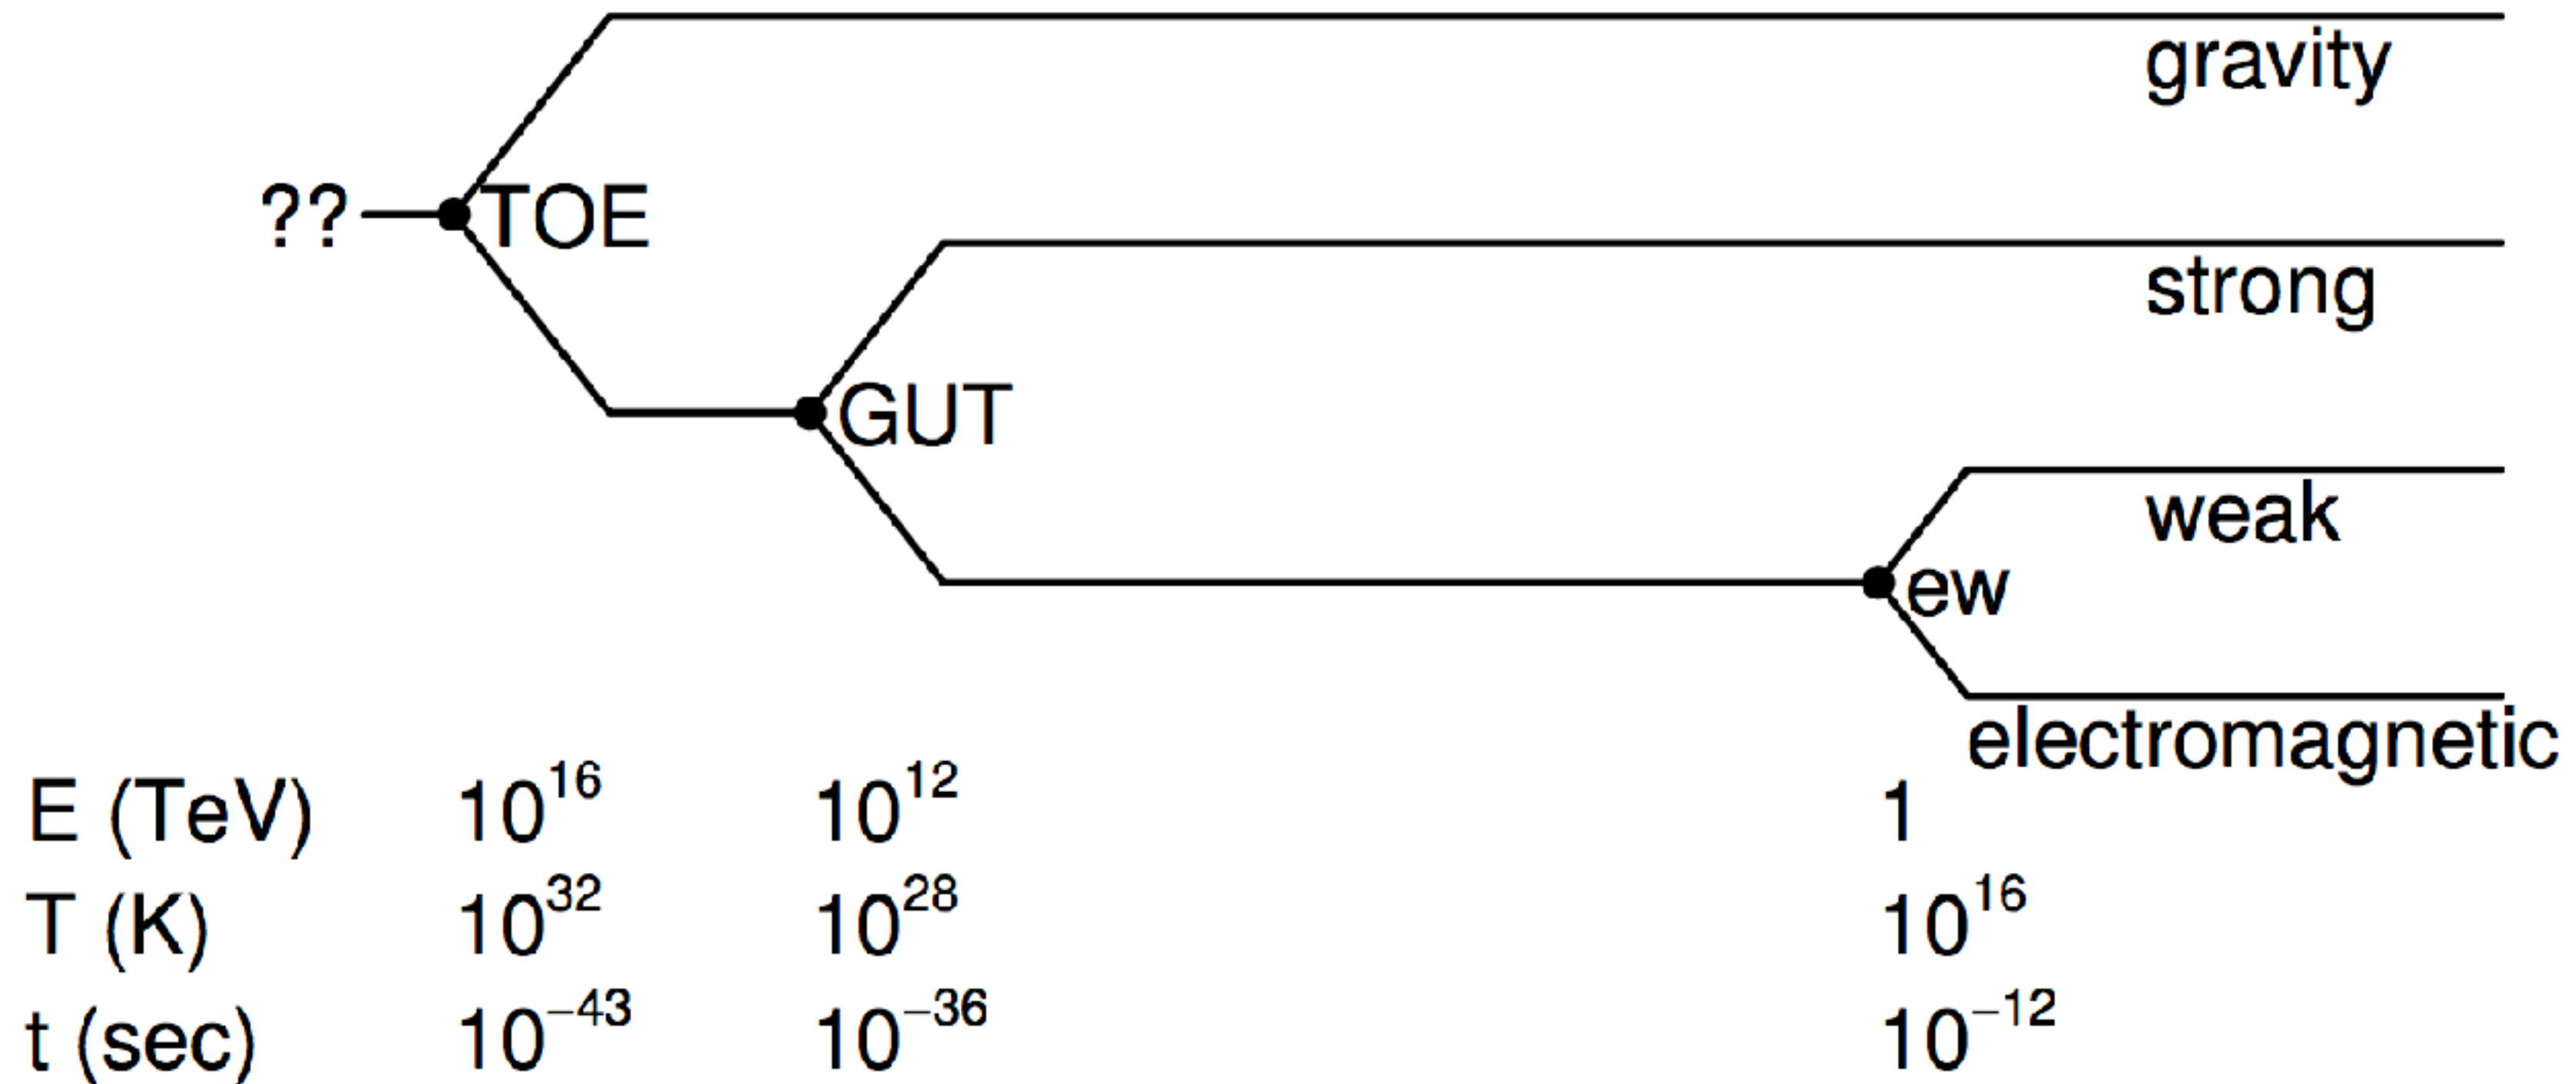 gravity
?? TOE
strong
GUT
weak
ew
electromagnetic
E (TeV) 10^16 10^12 1
T (K) 10^32 10^28 10^16
t (sec) 10^−43 10^−36 10^−12